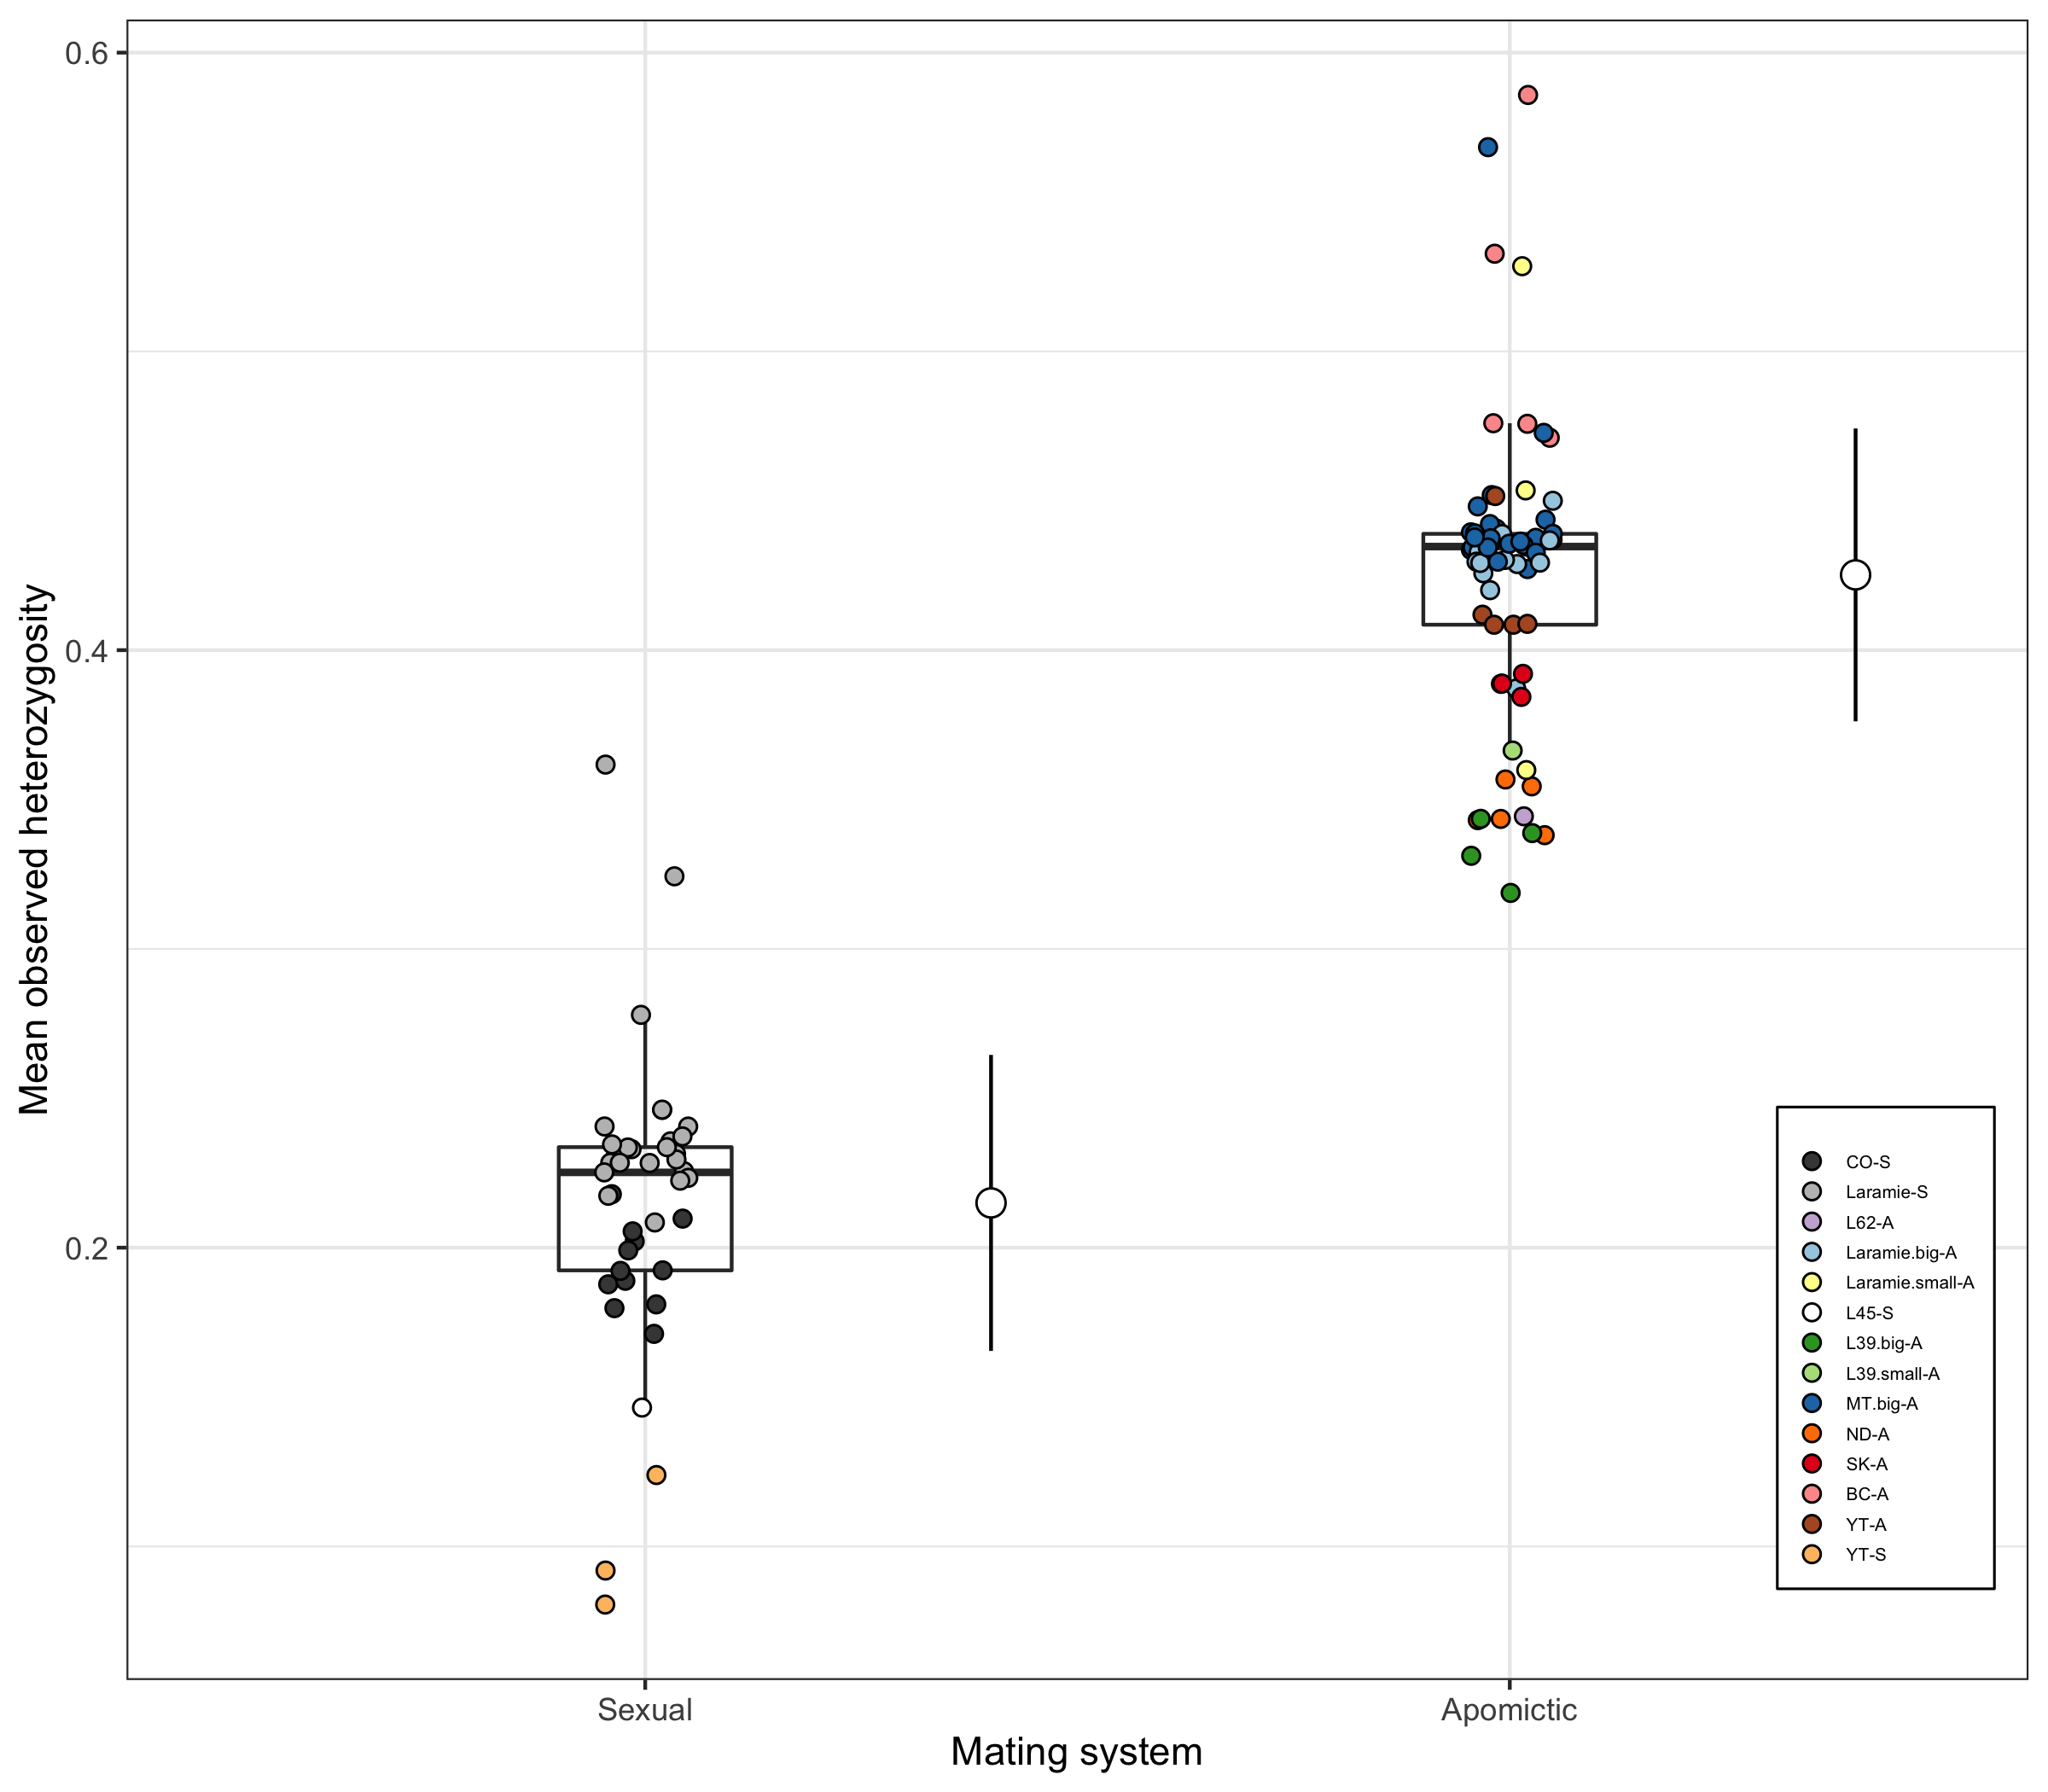 Mean observed heterozygosity
0.6
0.4
0.2
CO-S
Laramie-S
L62-A
Laramie.big-A
Laramie.small-A
L45-S
L39.big-A
L39.small-A
MT.big-A
ND-A
SK-A
BC-A
YT-A
YT-S
Sexual
Apomictic
Mating system